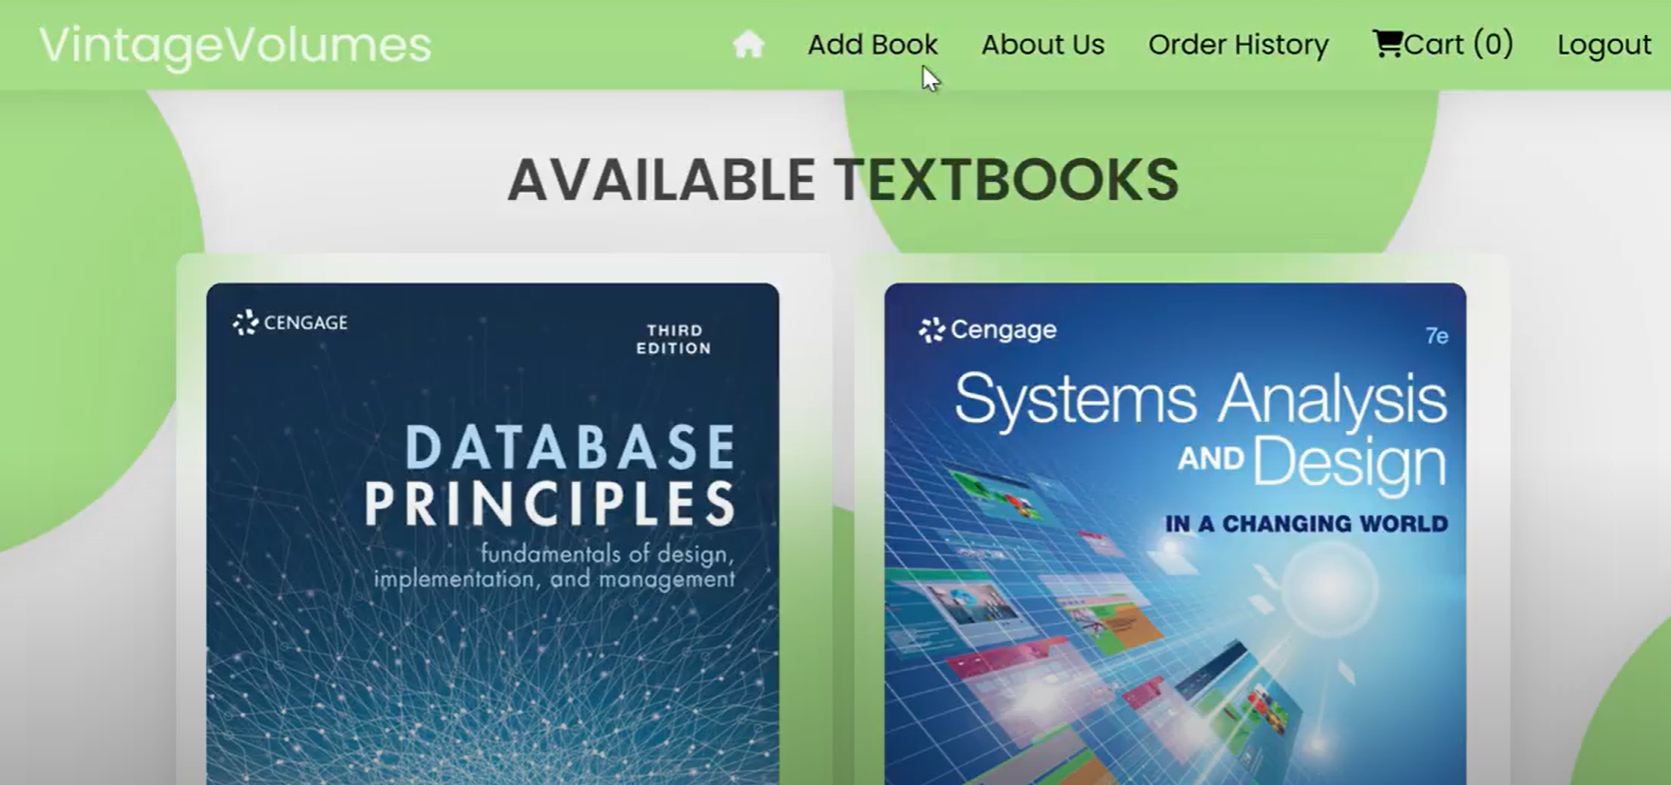 VintageVolumes Add Book About Us Order History Cart (0) Logout
AVAILABLE TEXTBOOKS
CENGAGE
THIRD
EDITION
DATABASE
PRINCIPLES
fundamentals of design,
implementation, and management
Cengage
7e
Systems Analysis
AND Design
IN A CHANGING WORLD